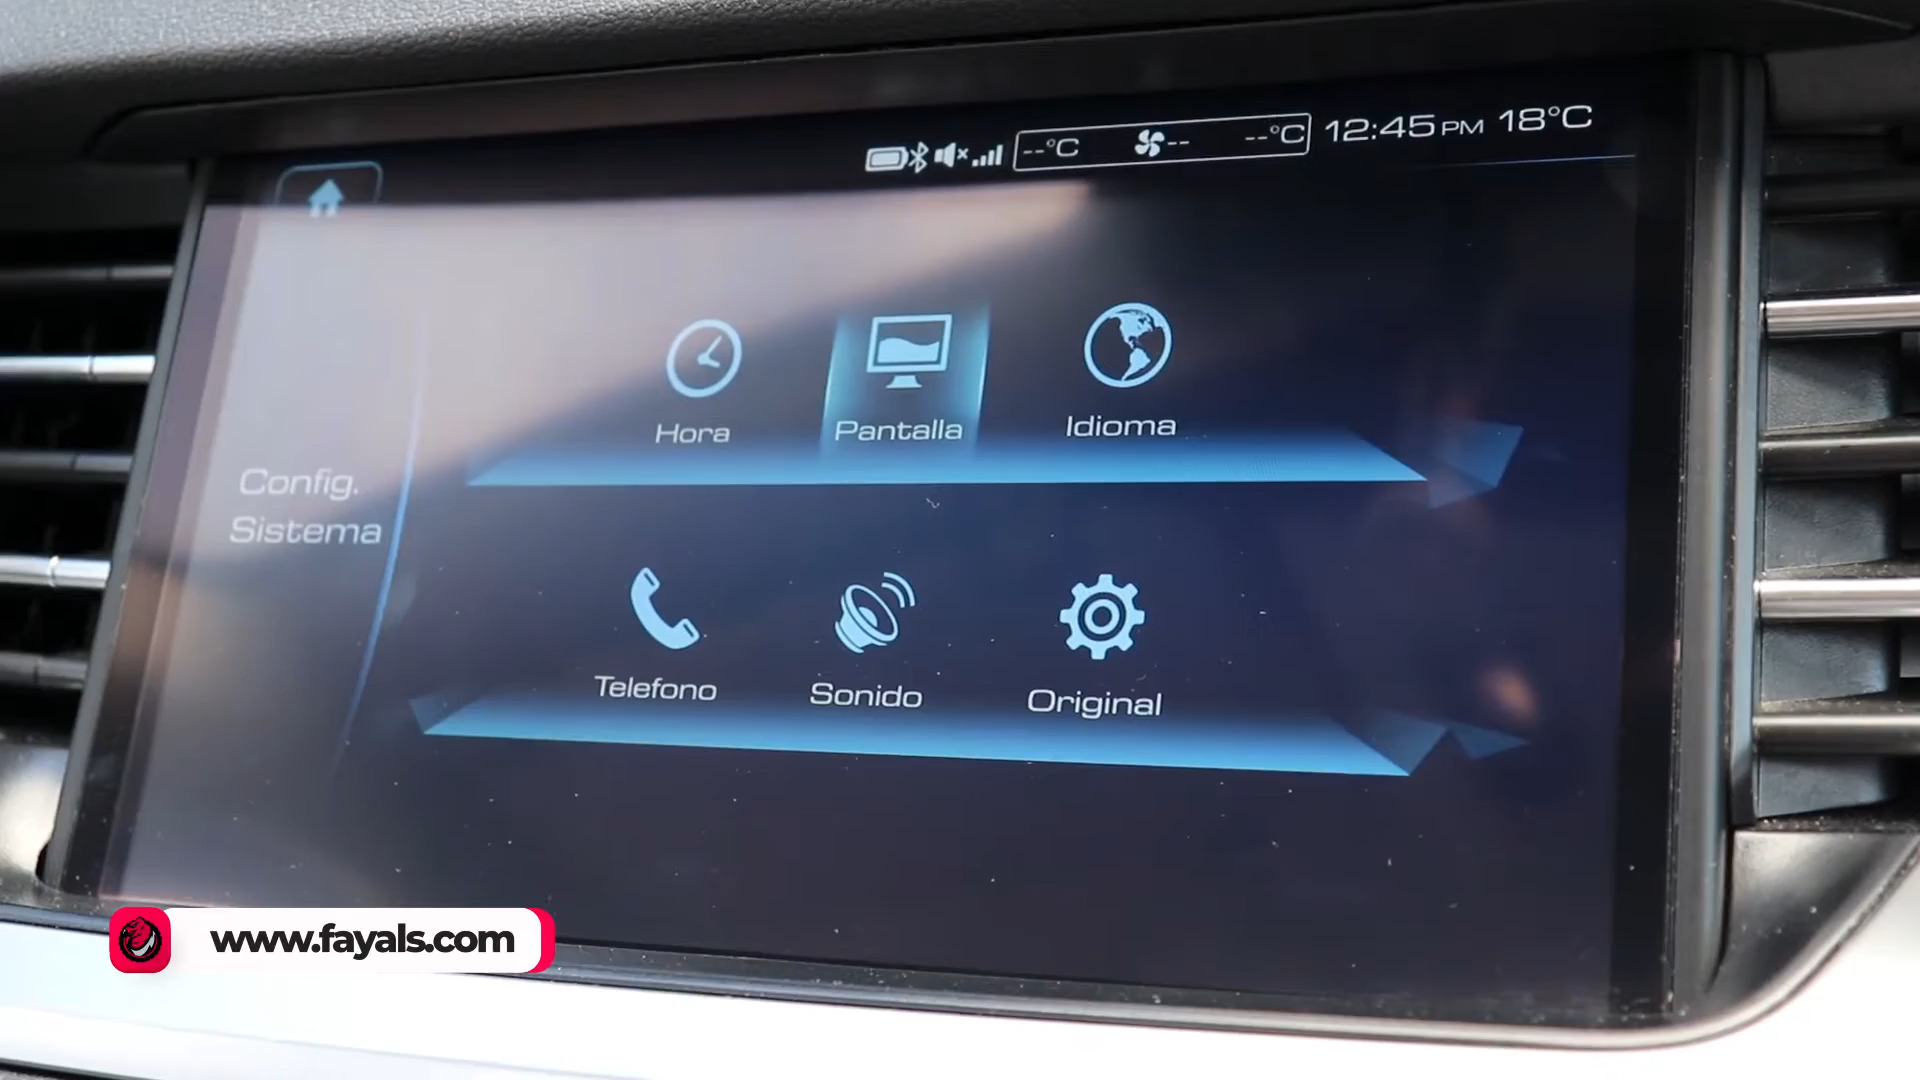 --°C -- --°C 12:45 PM 18°C
Hora Pantalla Idioma
Config.
Sistema
Telefono Sonido Original
www.fayals.com